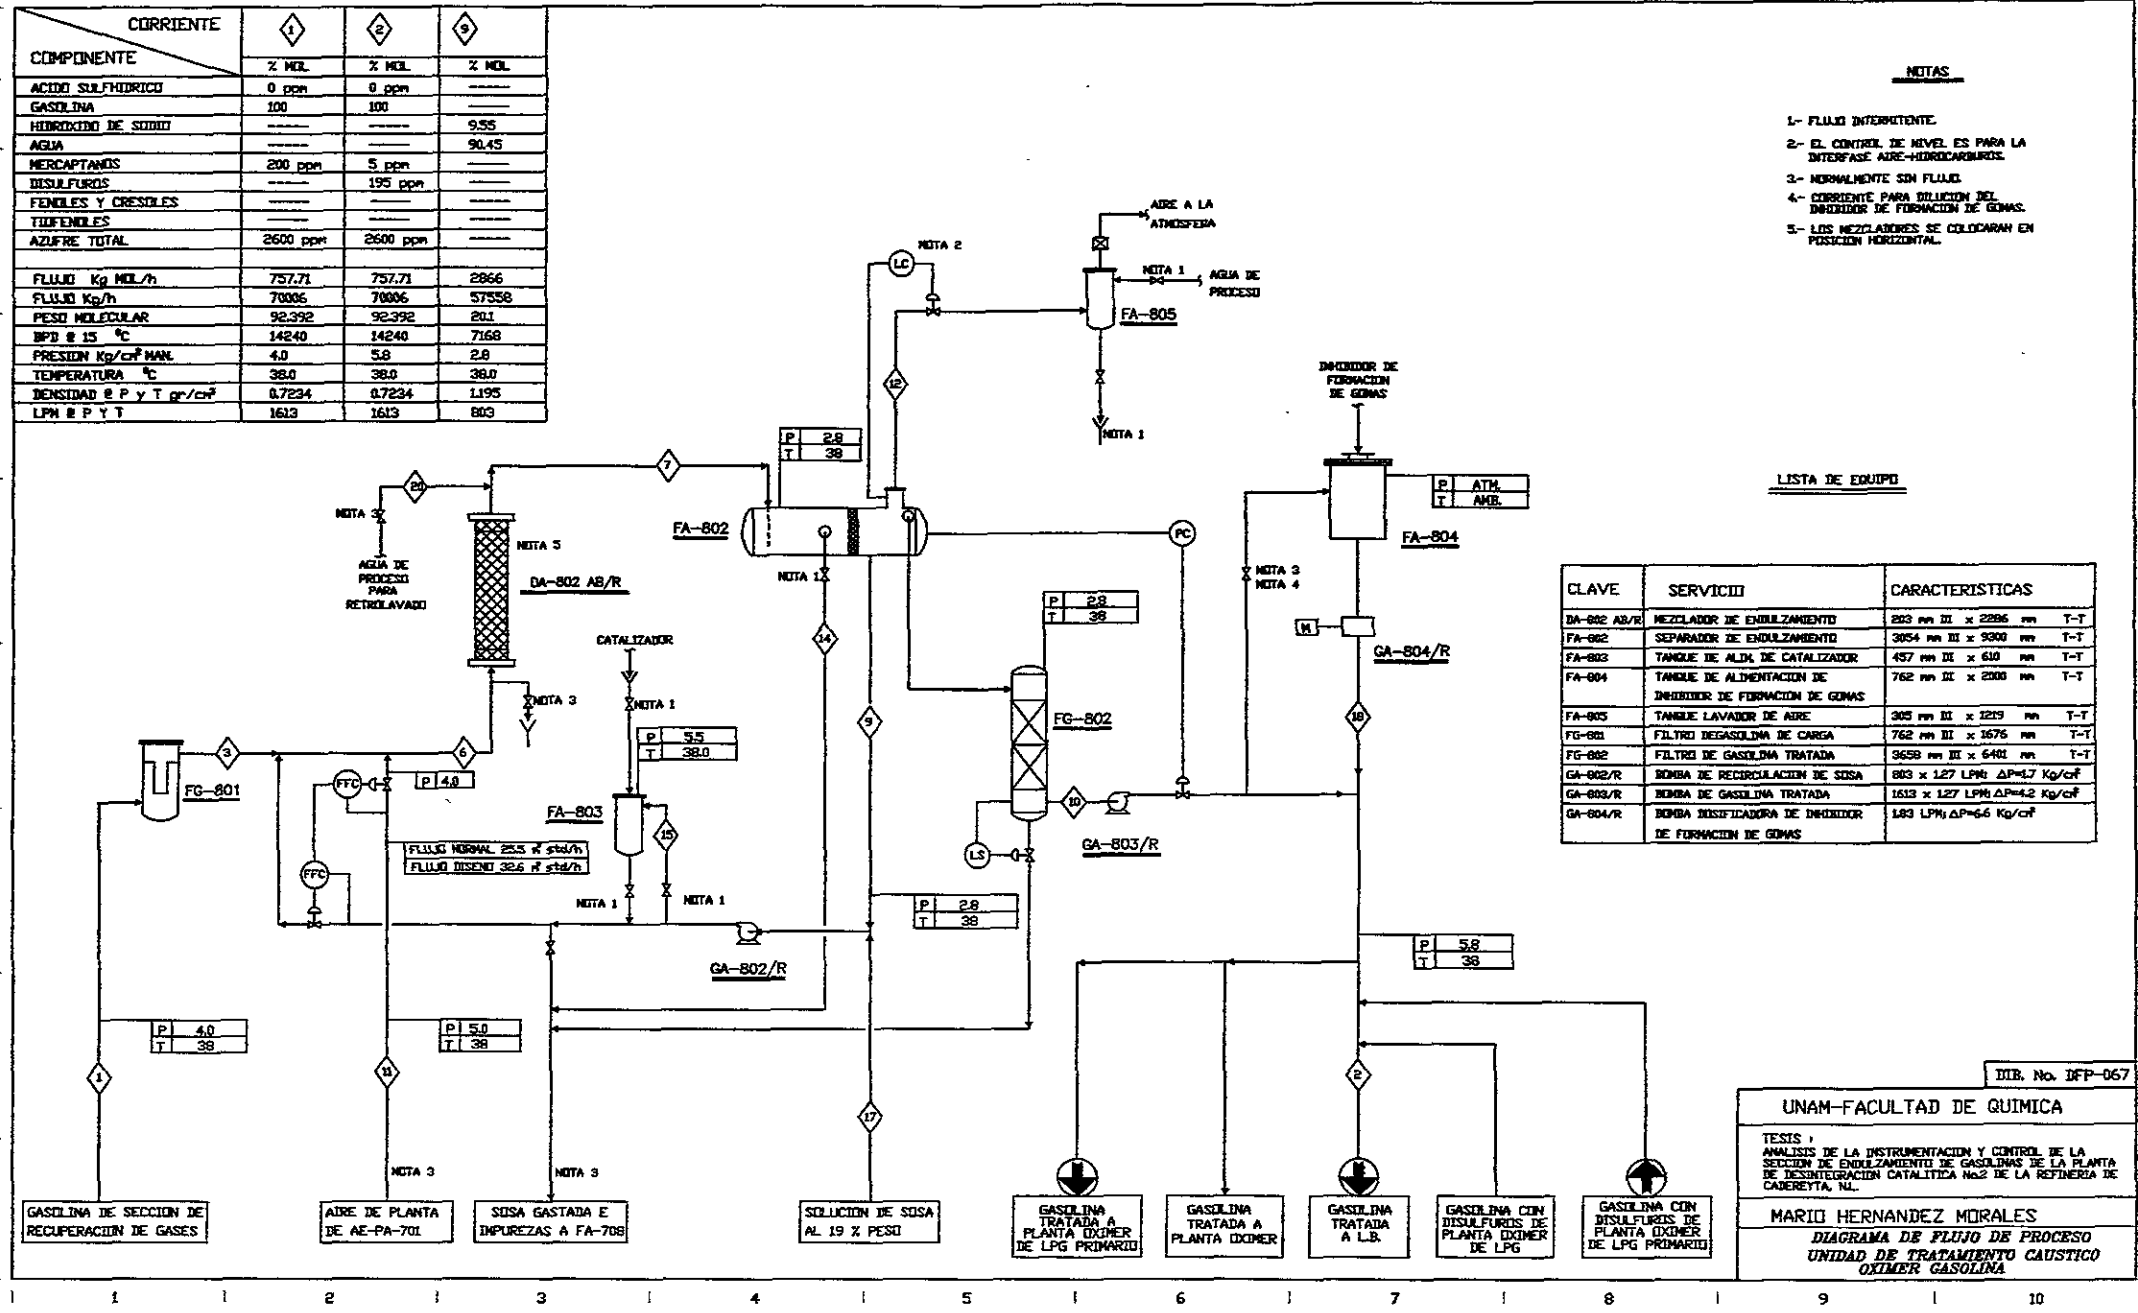 CORRIENTE
COMPONENTE
1 2 9
% MOL % MOL % MOL
ACIDO SULFHIDRICO 0 ppm 0 ppm -----
GASOLINA 100 100 -----
HIDROXIDO DE SODIO ----- ----- 9.55
AGUA ----- ----- 90.45
MERCAPTANOS 200 ppm 5 ppm -----
DISULFUROS ----- 195 ppm -----
FENOLES Y CRESOLES ----- ----- -----
TIOFENOLES ----- ----- -----
AZUFRE TOTAL 2600 ppm 2600 ppm -----
FLUJO Kg MOL/h 757.71 757.71 2866
FLUJO Kg/h 70006 70006 57558
PESO MOLECULAR 92.392 92.392 20.1
BPD @ 15 °C 14240 14240 7168
PRESION Kg/cm² MAN. 4.0 5.8 2.8
TEMPERATURA °C 38.0 38.0 38.0
DENSIDAD @ P y T gr/cm³ 0.7234 0.7234 1.195
LPM @ P Y T 1613 1613 803
NOTAS
1.- FLUJO INTERMITENTE.
2.- EL CONTROL DE NIVEL ES PARA LA
INTERFASE AIRE-HIDROCARBUROS.
3.- NORMALMENTE SIN FLUJO.
4.- CORRIENTE PARA DILUCION DEL
INHIBIDOR DE FORMACION DE GOMAS.
5.- LOS MEZCLADORES SE COLOCARAN EN
POSICION HORIZONTAL.
AIRE A LA
ATMOSFERA
NOTA 2
LC
NOTA 1
AGUA DE
PROCESO
FA-805
12
NOTA 1
INHIBIDOR DE
FORMACION
DE GOMAS
P ATM.
T AMB.
FA-804
P 2.8
T 38
7
20
NOTA 3
AGUA DE
PROCESO
PARA
RETROLAVADO
NOTA 5
DA-802 AB/R
FA-802
NOTA 1
PC
NOTA 3
NOTA 4
P 2.8
T 38
M
GA-804/R
18
14
CATALIZADOR
NOTA 1
NOTA 3
P 5.5
T 38.0
9
FG-802
3
6
FG-801
FFC
P 4.0
FA-803
15
10
GA-803/R
LS
FLUJO NORMAL 25.5 m³ std/h
FLUJO DISENO 32.6 m³ std/h
FFC
NOTA 1
NOTA 1
P 2.8
T 38
GA-802/R
P 5.8
T 38
P 4.0
T 38
P 5.0
T 38
1
11
17
2
NOTA 3
NOTA 3
GASOLINA DE SECCION DE
RECUPERACION DE GASES
AIRE DE PLANTA
DE AE-PA-701
SOSA GASTADA E
IMPUREZAS A FA-708
SOLUCION DE SOSA
AL 19 % PESO
GASOLINA
TRATADA A
PLANTA OXIMER
DE LPG PRIMARIO
GASOLINA
TRATADA A
PLANTA OXIMER
GASOLINA
TRATADA
A L.B.
GASOLINA CON
DISULFUROS DE
PLANTA OXIMER
DE LPG
GASOLINA CON
DISULFUROS DE
PLANTA OXIMER
DE LPG PRIMARIO
LISTA DE EQUIPO
CLAVE SERVICIO CARACTERISTICAS
DA-802 AB/R MEZCLADOR DE ENDULZAMIENTO 203 mm DI x 2286 mm T-T
FA-802 SEPARADOR DE ENDULZAMIENTO 3054 mm DI x 9300 mm T-T
FA-803 TANQUE DE ALIM. DE CATALIZADOR 457 mm DI x 610 mm T-T
FA-804 TANQUE DE ALIMENTACION DE 762 mm DI x 2000 mm T-T
INHIBIDOR DE FORMACION DE GOMAS
FA-805 TANQUE LAVADOR DE AIRE 305 mm DI x 1219 mm T-T
FG-801 FILTRO DEGASOLINA DE CARGA 762 mm DI x 1676 mm T-T
FG-802 FILTRO DE GASOLINA TRATADA 3658 mm DI x 6401 mm T-T
GA-802/R BOMBA DE RECIRCULACION DE SOSA 803 x 1.27 LPM; ΔP=1.7 Kg/cm²
GA-803/R BOMBA DE GASOLINA TRATADA 1613 x 1.27 LPM; ΔP=4.2 Kg/cm²
GA-804/R BOMBA DOSIFICADORA DE INHIBIDOR 1.83 LPM; ΔP=6.6 Kg/cm²
DE FORMACION DE GOMAS
DIB. No. DFP-067
UNAM-FACULTAD DE QUIMICA
TESIS :
ANALISIS DE LA INSTRUMENTACION Y CONTROL DE LA
SECCION DE ENDULZAMIENTO DE GASOLINAS DE LA PLANTA
DE DESINTEGRACION CATALITICA No.2 DE LA REFINERIA DE
CADEREYTA, N.L.
MARIO HERNANDEZ MORALES
DIAGRAMA DE FLUJO DE PROCESO
UNIDAD DE TRATAMIENTO CAUSTICO
OXIMER GASOLINA
1 2 3 4 5 6 7 8 9 10